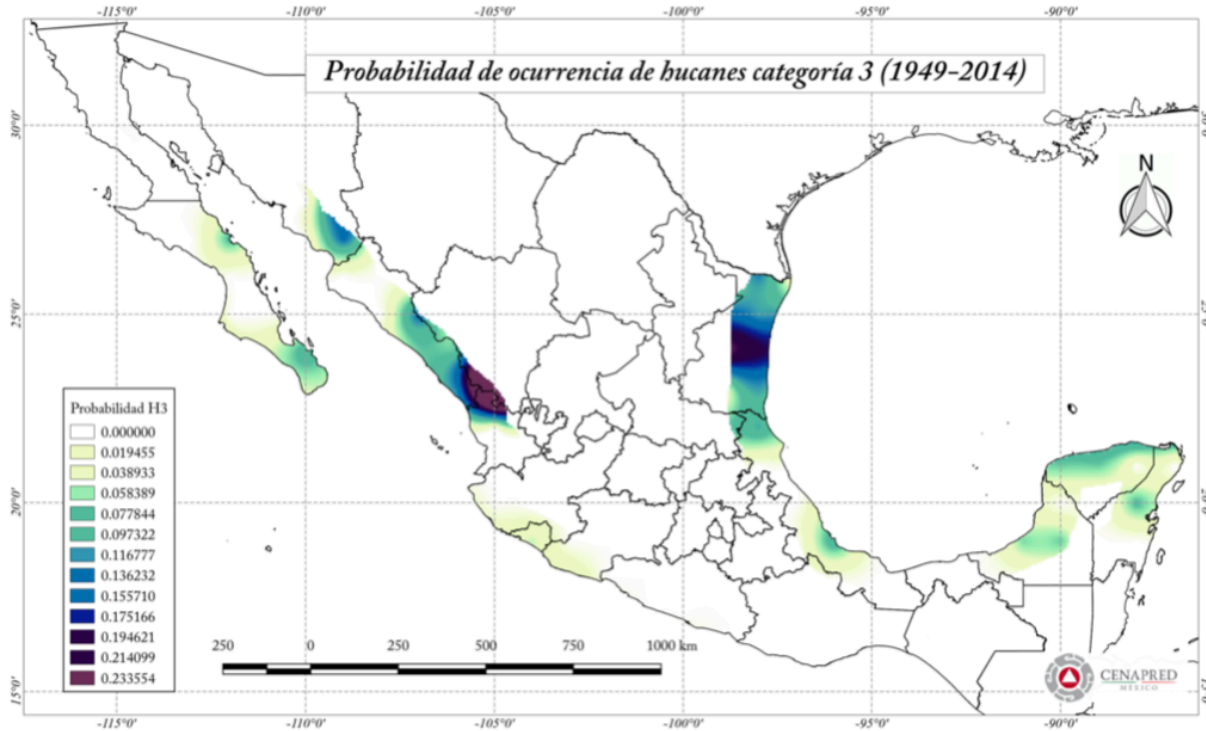 -115°0' -110°0' -105°0' -100°0' -95°0' -90°0'
Probabilidad de ocurrencia de hucanes categoría 3 (1949-2014)
30°0'
N
25°0'
Probabilidad H3
0.000000
0.019455
0.038933
0.058389
0.077844
0.097322
0.116777
0.136232
0.155710
0.175166
0.194621
0.214099
0.233554
20°0'
250 0 250 500 750 1000 km
CENAPRED
MÉXICO
15°0'
-115°0' -110°0' -105°0' -100°0' -95°0' -90°0'